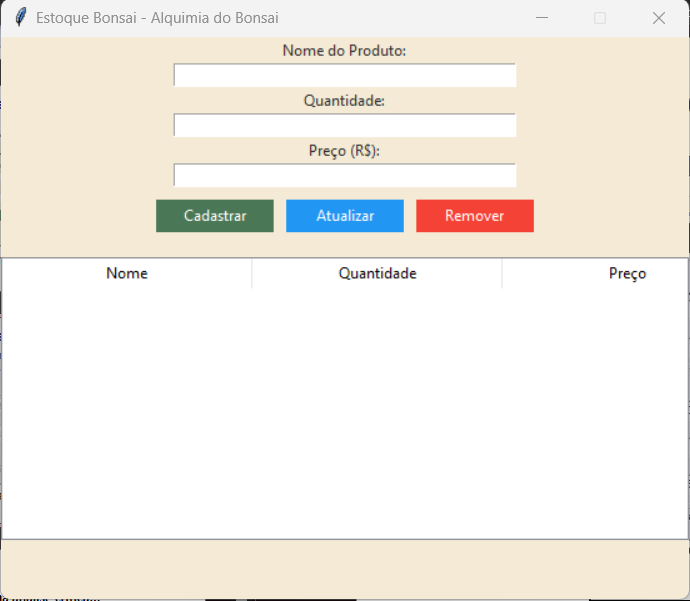 Estoque Bonsai - Alquimia do Bonsai
Nome do Produto:
Quantidade:
Preço (R$):
Cadastrar Atualizar Remover
Nome Quantidade Preço